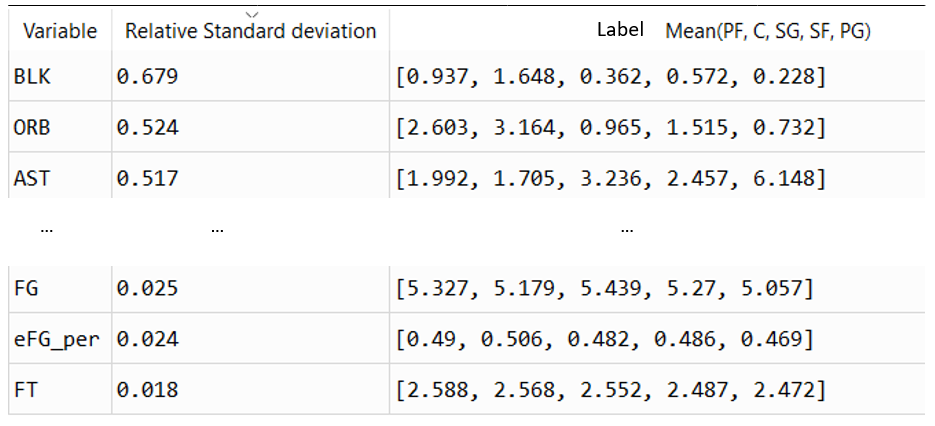 Variable Relative Standard deviation Label Mean(PF, C, SG, SF, PG)
BLK 0.679 [0.937, 1.648, 0.362, 0.572, 0.228]
ORB 0.524 [2.603, 3.164, 0.965, 1.515, 0.732]
AST 0.517 [1.992, 1.705, 3.236, 2.457, 6.148]
... ... ...
FG 0.025 [5.327, 5.179, 5.439, 5.27, 5.057]
eFG_per 0.024 [0.49, 0.506, 0.482, 0.486, 0.469]
FT 0.018 [2.588, 2.568, 2.552, 2.487, 2.472]